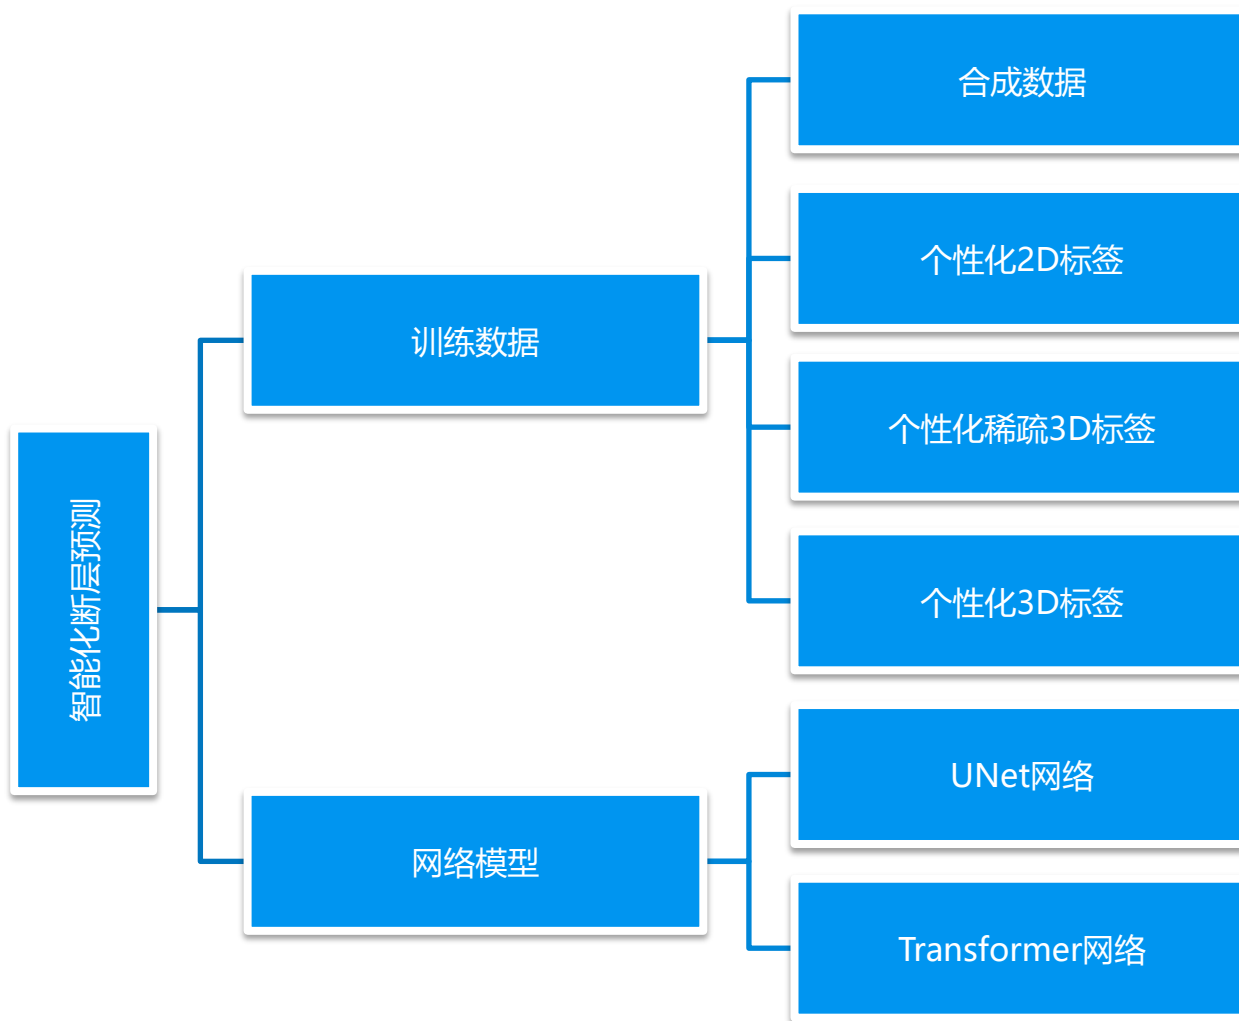 智能化断层预测
训练数据
合成数据
个性化2D标签
个性化稀疏3D标签
个性化3D标签
网络模型
UNet网络
Transformer网络